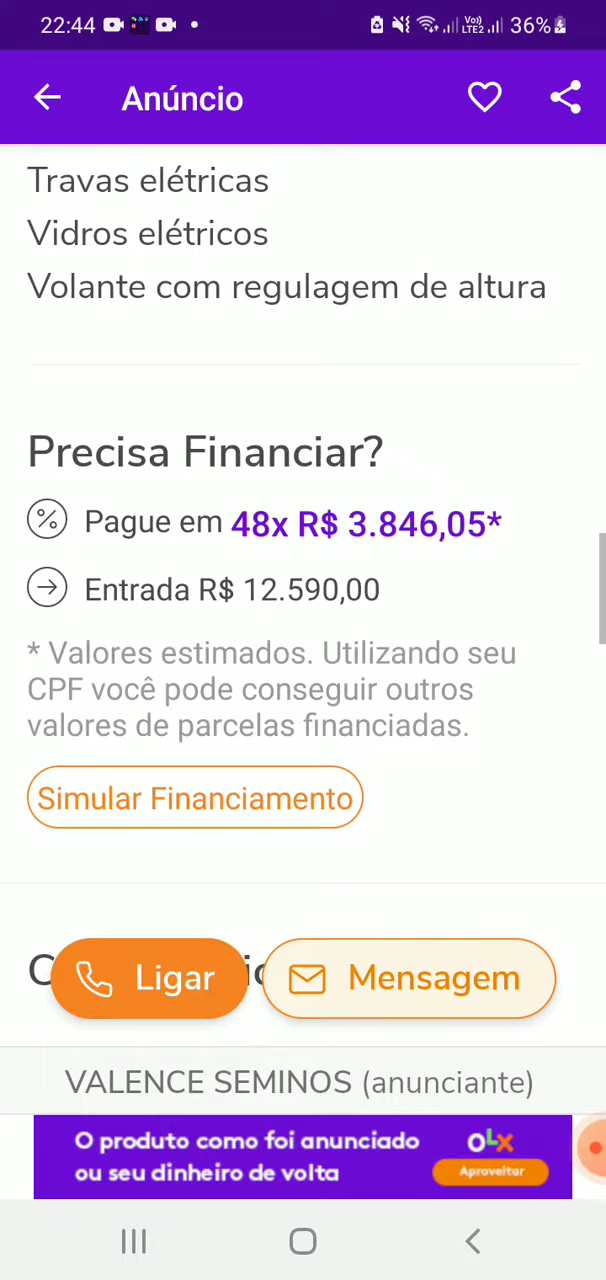 22:44 Vo)) LTE2 36%
Anúncio
Travas elétricas
Vidros elétricos
Volante com regulagem de altura
Precisa Financiar?
Pague em 48x R$ 3.846,05*
Entrada R$ 12.590,00
* Valores estimados. Utilizando seu
CPF você pode conseguir outros
valores de parcelas financiadas.
Simular Financiamento
Ligar
Mensagem
VALENCE SEMINOS (anunciante)
O produto como foi anunciado
ou seu dinheiro de volta
OLX
Aproveitar